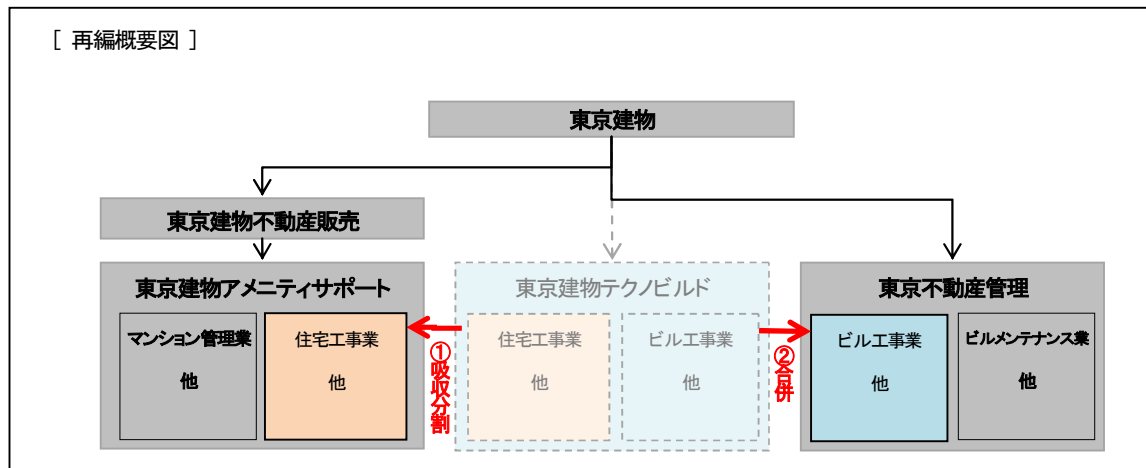 [ 再編概要図 ]
東京建物
東京建物不動産販売
東京建物アメニティサポート
マンション管理業
他
住宅工事業
他
①吸収分割
東京建物テクノビルド
住宅工事業
他
ビル工事業
他
②合併
東京不動産管理
ビル工事業
他
ビルメンテナンス業
他